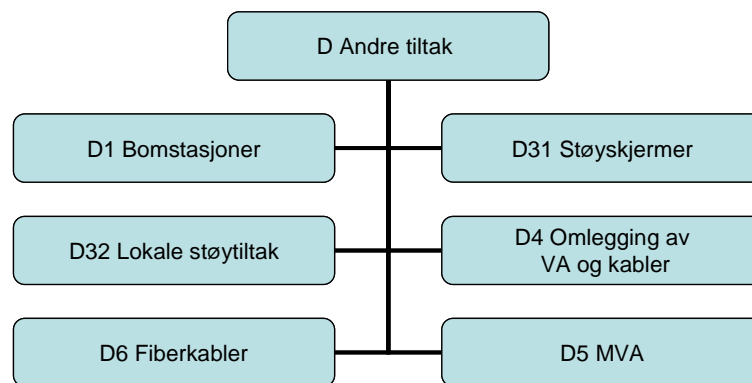 D Andre tiltak
D1 Bomstasjoner
D31 Støyskjermer
D32 Lokale støytiltak
D4 Omlegging av
VA og kabler
D6 Fiberkabler
D5 MVA